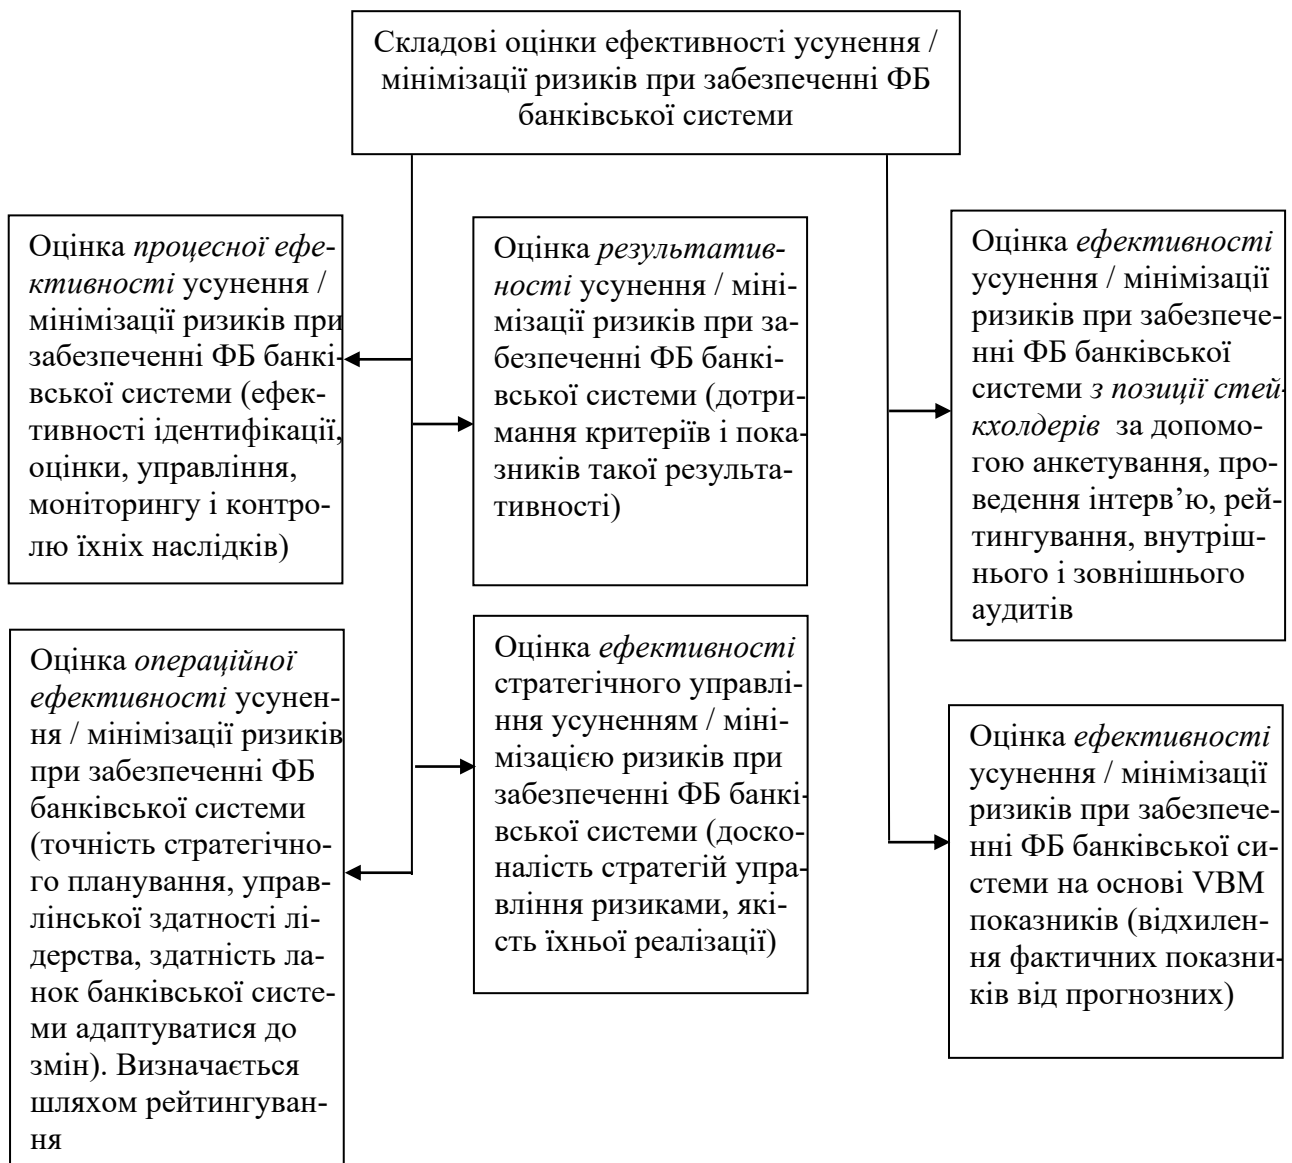 Складові оцінки ефективності усунення /
мінімізації ризиків при забезпеченні ФБ
банківської системи
Оцінка процесної ефе-
ктивності усунення /
мінімізації ризиків при
забезпеченні ФБ банкі-
вської системи (ефек-
тивності ідентифікації,
оцінки, управління,
моніторингу і контро-
лю їхніх наслідків)
Оцінка результатив-
ності усунення / міні-
мізації ризиків при за-
безпеченні ФБ банкі-
вської системи (дотри-
мання критеріїв і пока-
зників такої результа-
тивності)
Оцінка ефективності
усунення / мінімізації
ризиків при забезпече-
нні ФБ банківської
системи з позиції стей-
кхолдерів за допомо-
гою анкетування, про-
ведення інтерв’ю, рей-
тингування, внутріш-
нього і зовнішнього
аудитів
Оцінка операційної
ефективності усунен-
ня / мінімізації ризиків
при забезпеченні ФБ
банківської системи
(точність стратегічно-
го планування, управ-
лінської здатності лі-
дерства, здатність ла-
нок банківської систе-
ми адаптуватися до
змін). Визначається
шляхом рейтингуван-
ня
Оцінка ефективності
стратегічного управлі-
ння усуненням / міні-
мізацією ризиків при
забезпеченні ФБ банкі-
вської системи (доско-
налість стратегій упра-
вління ризиками, які-
сть їхньої реалізації)
Оцінка ефективності
усунення / мінімізації
ризиків при забезпече-
нні ФБ банківської си-
стеми на основі VBM
показників (відхилен-
ня фактичних показни-
ків від прогнозних)